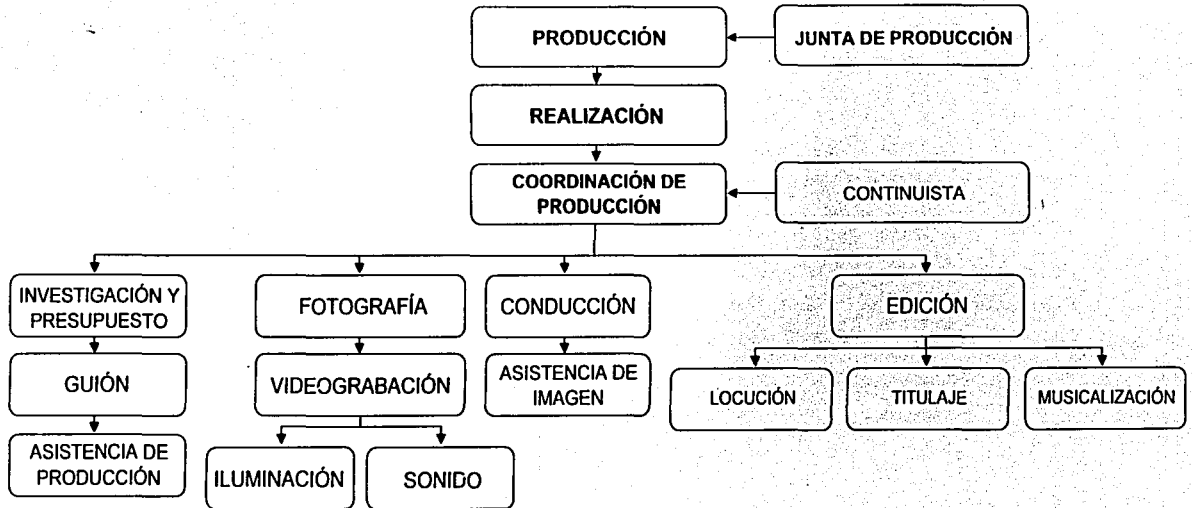 PRODUCCIÓN
JUNTA DE PRODUCCIÓN
REALIZACIÓN
COORDINACIÓN DE
PRODUCCIÓN
CONTINUISTA
INVESTIGACIÓN Y
PRESUPUESTO
FOTOGRAFÍA
CONDUCCIÓN
EDICIÓN
GUIÓN
VIDEOGRABACIÓN
ASISTENCIA DE
IMAGEN
LOCUCIÓN
TITULAJE
MUSICALIZACIÓN
ASISTENCIA DE
PRODUCCIÓN
ILUMINACIÓN
SONIDO